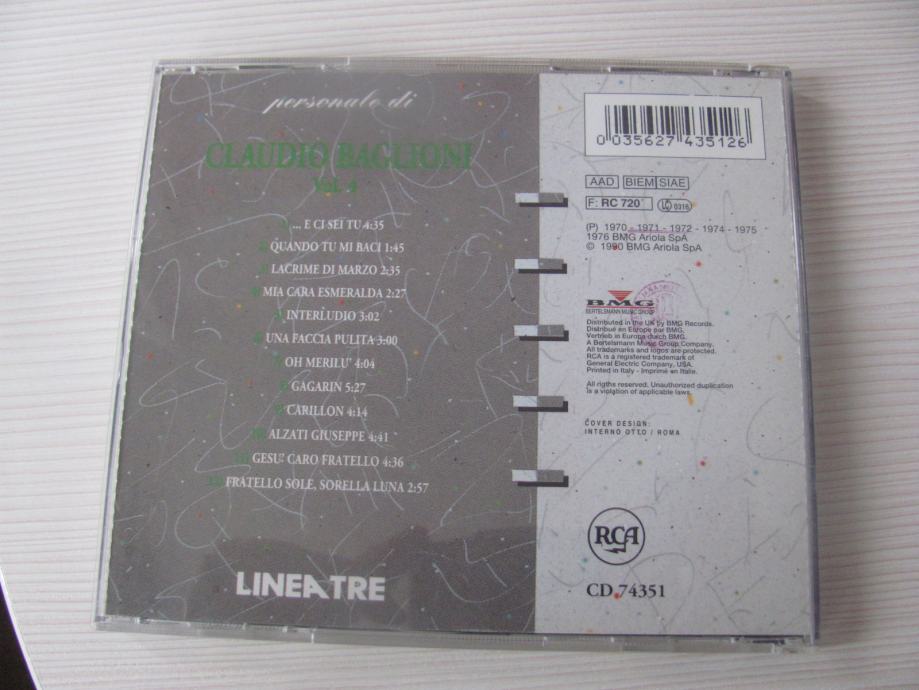 personale di
CLAUDIO BAGLIONI
Vol. 4
... E CI SEI TU 4:35
QUANDO TU MI BACI 1:45
LACRIME DI MARZO 2:35
MIA CARA ESMERALDA 2:27
INTERLUDIO 3:02
UNA FACCIA PULITA 3:00
OH MERILU' 4:04
GAGARIN 5:27
CARILLON 4:14
ALZATI GIUSEPPE 4:41
GESU' CARO FRATELLO 4:36
FRATELLO SOLE, SORELLA LUNA 2:57
LINEATRE
0 035627 435126
AAD BIEM SIAE
F: RC 720 LC 0316
(P) 1970 - 1971 - 1972 - 1974 - 1975
1976 BMG Ariola SpA
© 1990 BMG Ariola SpA
BMG
BERTELSMANN MUSIC GROUP
Distributed in the UK by BMG Records.
Distribué en Europe par BMG.
Vertrieb in Europa durch BMG.
A Bertelsmann Music Group Company.
All trademarks and logos are protected.
RCA is a registered trademark of
General Electric Company, USA.
Printed in Italy - Imprimé en Italie.
All rigths reserved. Unauthorized duplication
is a violation of applicable laws.
COVER DESIGN:
INTERNO OTTO / ROMA
RCA
CD 74351